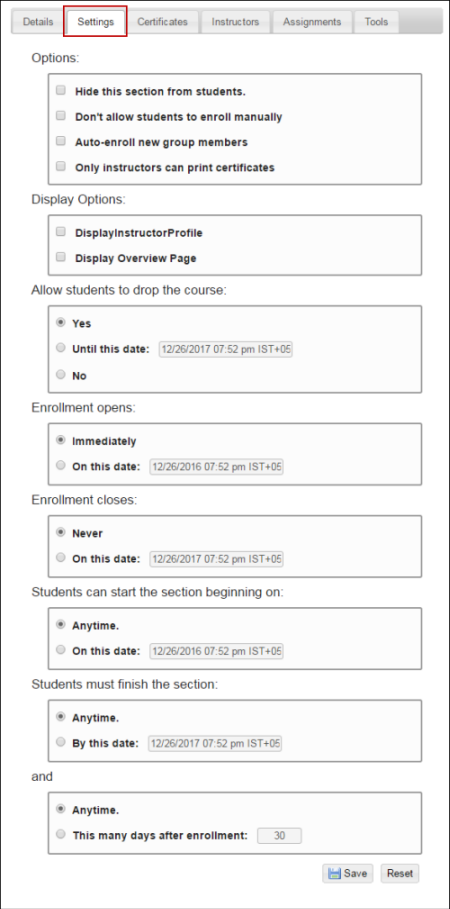 Details Settings Certificates Instructors Assignments Tools
Options:
Hide this section from students.
Don't allow students to enroll manually
Auto-enroll new group members
Only instructors can print certificates
Display Options:
DisplayInstructorProfile
Display Overview Page
Allow students to drop the course:
Yes
Until this date: 12/26/2017 07:52 pm IST+05
No
Enrollment opens:
Immediately
On this date: 12/26/2016 07:52 pm IST+05
Enrollment closes:
Never
On this date: 12/26/2017 07:52 pm IST+05
Students can start the section beginning on:
Anytime.
On this date: 12/26/2016 07:52 pm IST+05
Students must finish the section:
Anytime.
By this date: 12/26/2017 07:52 pm IST+05
and
Anytime.
This many days after enrollment: 30
Save Reset